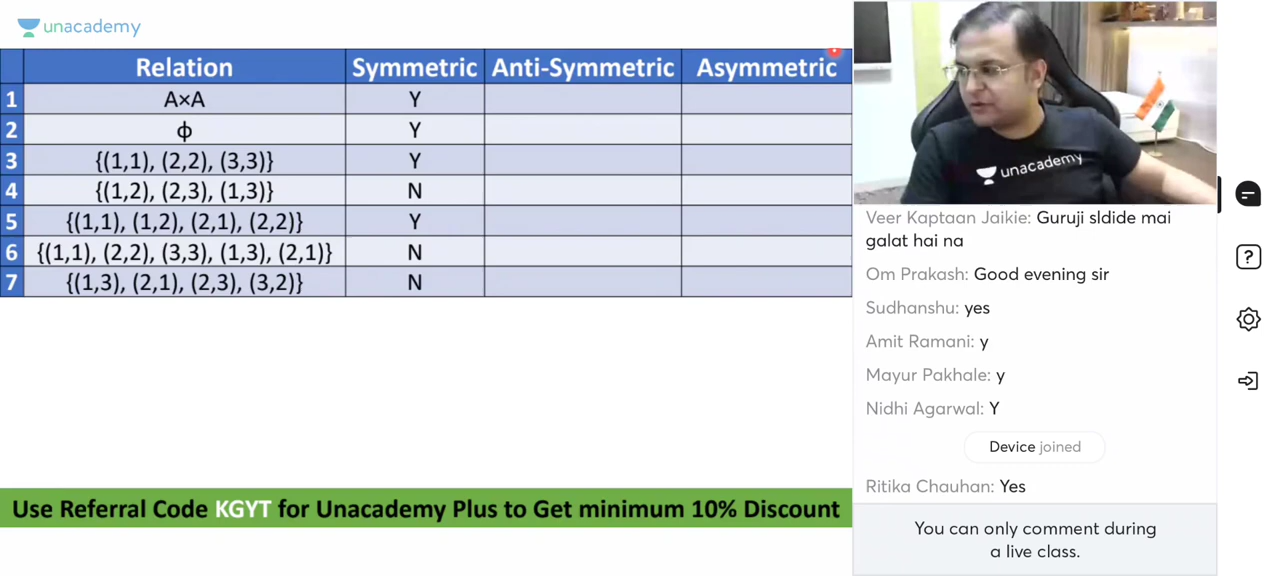 unacademy
Relation Symmetric Anti-Symmetric Asymmetric
1 A×A Y
2 ϕ Y
3 {(1,1), (2,2), (3,3)} Y
4 {(1,2), (2,3), (1,3)} N
5 {(1,1), (1,2), (2,1), (2,2)} Y
6 {(1,1), (2,2), (3,3), (1,3), (2,1)} N
7 {(1,3), (2,1), (2,3), (3,2)} N
Use Referral Code KGYT for Unacademy Plus to Get minimum 10% Discount
unacademy
Veer Kaptaan Jaikie: Guruji sldide mai
galat hai na
Om Prakash: Good evening sir
Sudhanshu: yes
Amit Ramani: y
Mayur Pakhale: y
Nidhi Agarwal: Y
Device joined
Ritika Chauhan: Yes
You can only comment during
a live class.
?